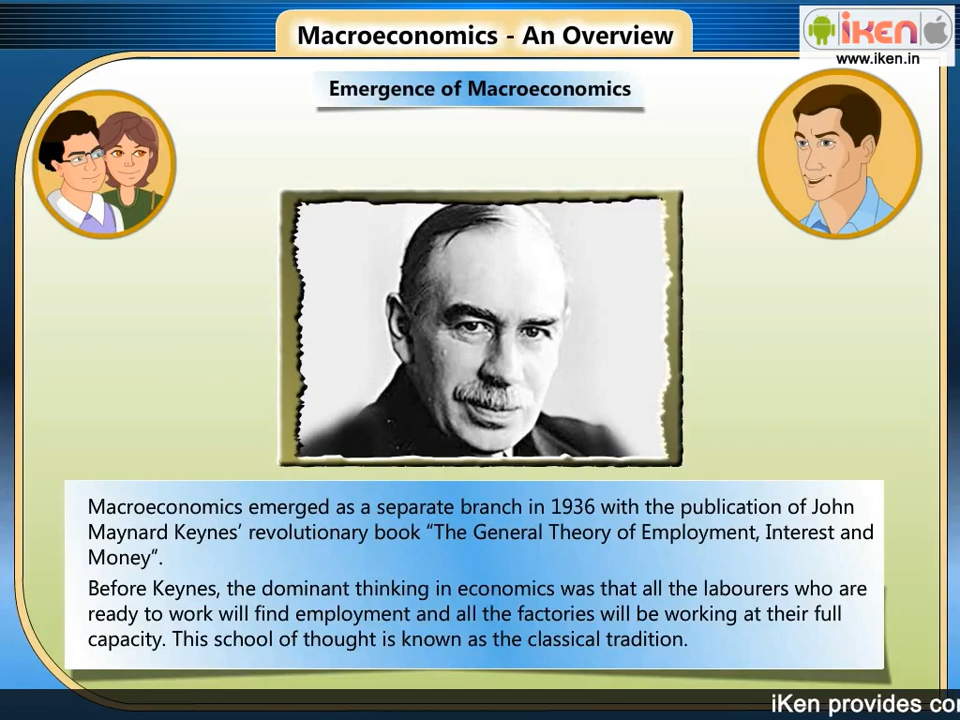 Macroeconomics - An Overview
iKEN
www.iken.in
Emergence of Macroeconomics
Macroeconomics emerged as a separate branch in 1936 with the publication of John
Maynard Keynes’ revolutionary book “The General Theory of Employment, Interest and
Money”.
Before Keynes, the dominant thinking in economics was that all the labourers who are
ready to work will find employment and all the factories will be working at their full
capacity. This school of thought is known as the classical tradition.
iKen provides